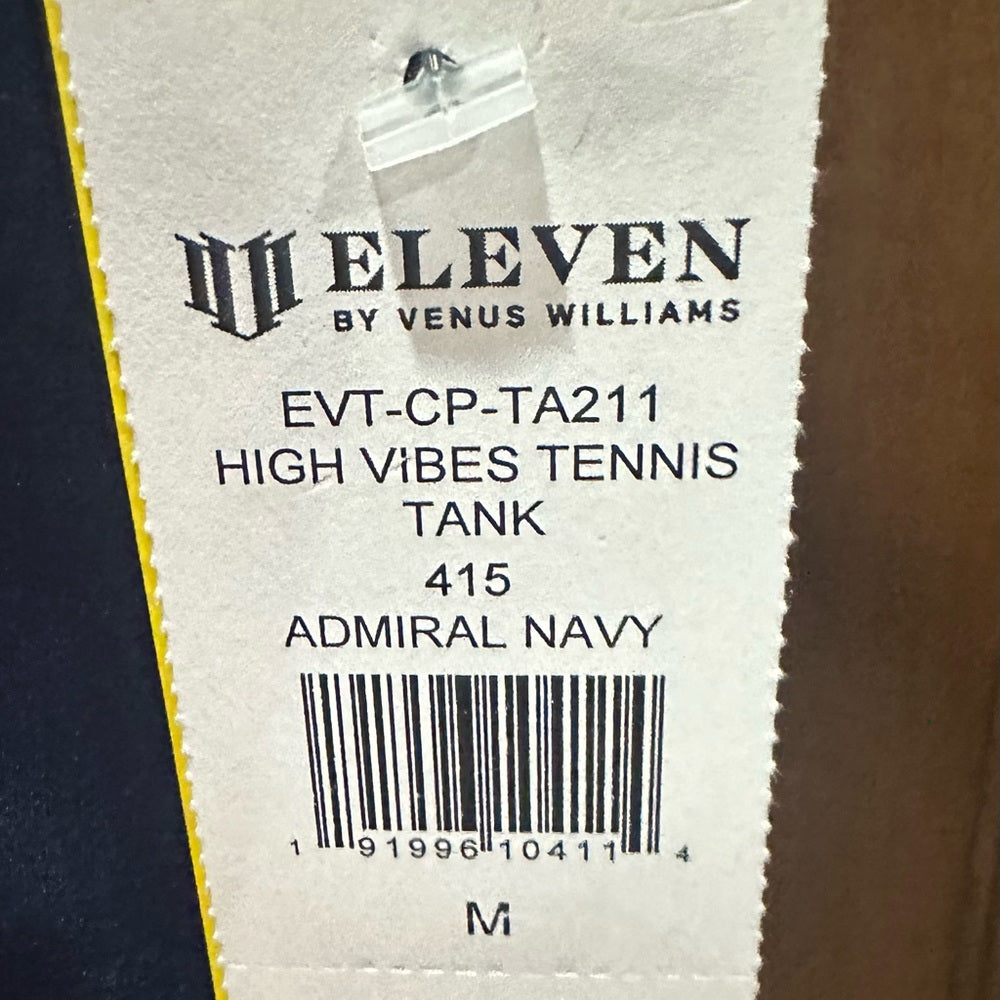 ELEVEN
BY VENUS WILLIAMS
EVT-CP-TA211
HIGH VIBES TENNIS
TANK
415
ADMIRAL NAVY
1 91996 10411 4
M